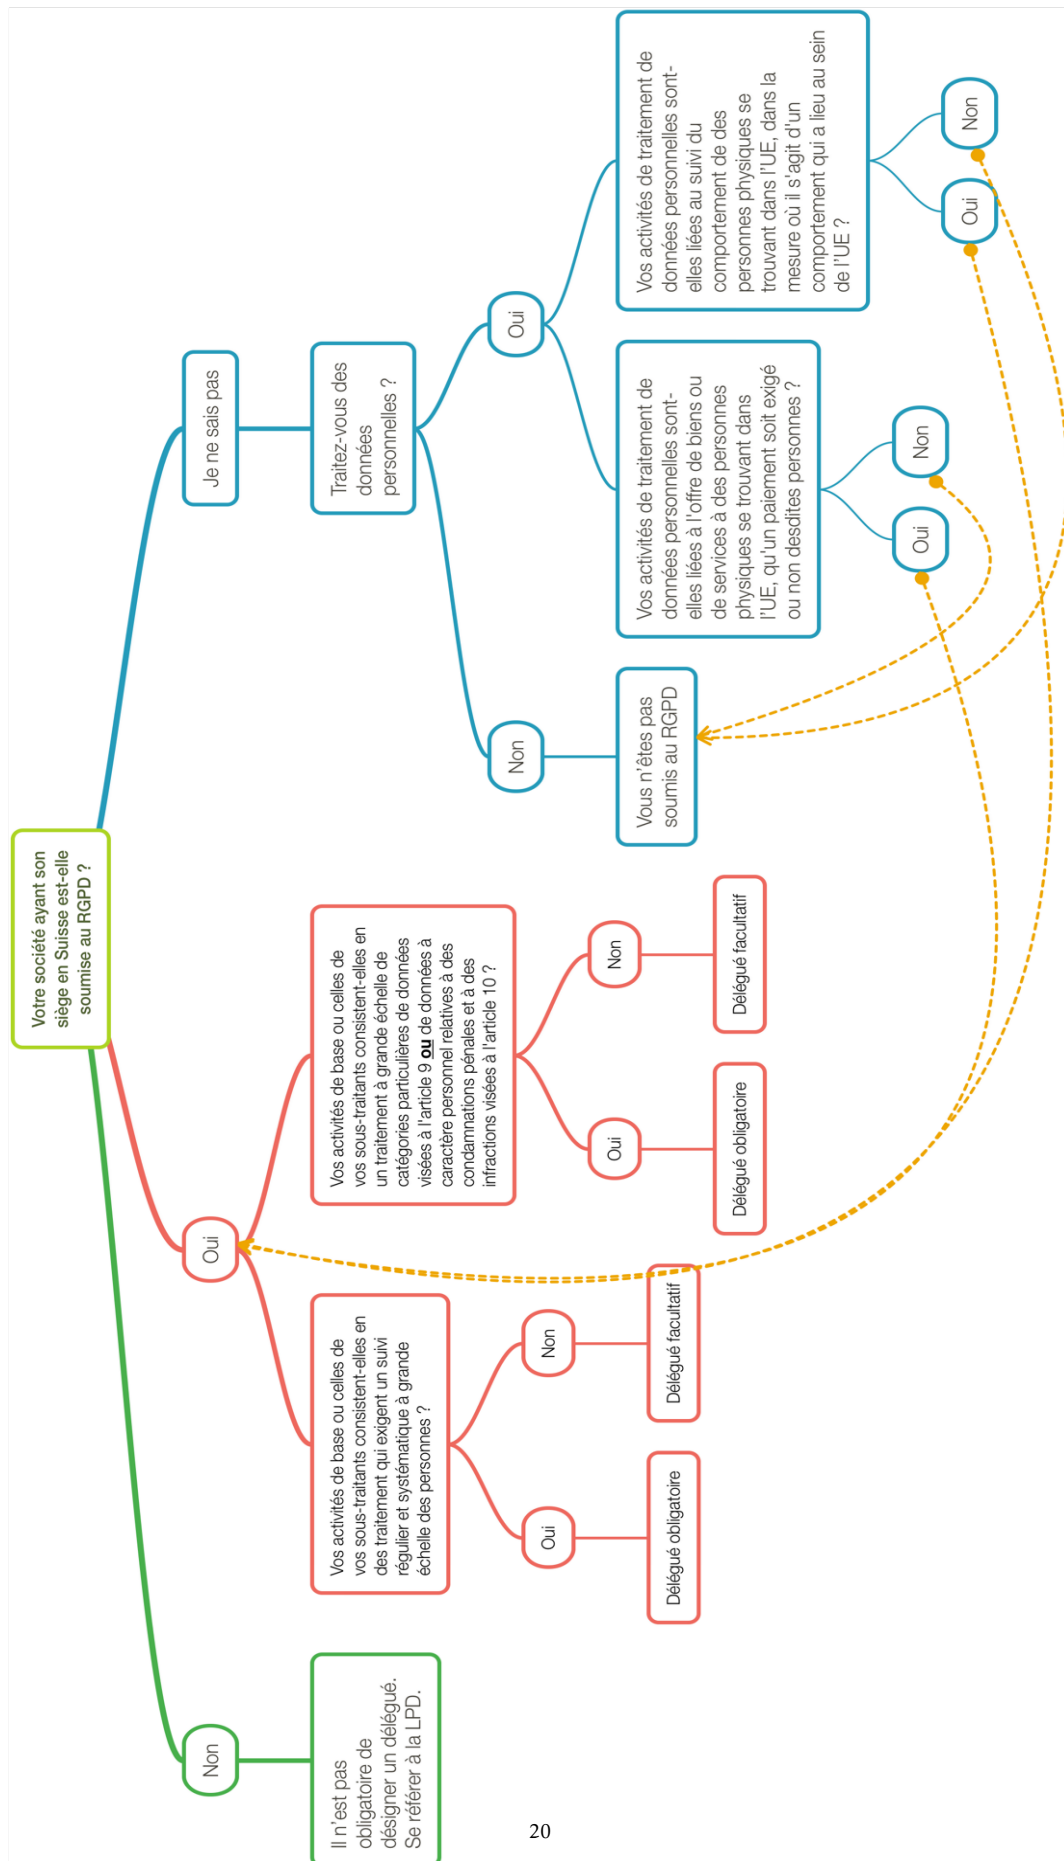 Votre société ayant son
siège en Suisse est-elle
soumise au RGPD ?
Non
Il n'est pas
obligatoire de
désigner un délégué.
Se référer à la LPD.
Oui
Vos activités de base ou celles de
vos sous-traitants consistent-elles en
des traitement qui exigent un suivi
régulier et systématique à grande
échelle des personnes ?
Oui
Délégué obligatoire
Non
Délégué facultatif
Vos activités de base ou celles de
vos sous-traitants consistent-elles en
un traitement à grande échelle de
catégories particulières de données
visées à l'article 9 ou de données à
caractère personnel relatives à des
condamnations pénales et à des
infractions visées à l'article 10 ?
Oui
Délégué obligatoire
Non
Délégué facultatif
Je ne sais pas
Traitez-vous des
données
personnelles ?
Non
Vous n'êtes pas
soumis au RGPD
Oui
Vos activités de traitement de
données personnelles sont-
elles liées à l'offre de biens ou
de services à des personnes
physiques se trouvant dans
l'UE, qu'un paiement soit exigé
ou non desdites personnes ?
Oui
Non
Vos activités de traitement de
données personnelles sont-
elles liées au suivi du
comportement de des
personnes physiques se
trouvant dans l'UE, dans la
mesure où il s'agit d'un
comportement qui a lieu au sein
de l'UE ?
Oui
Non
20